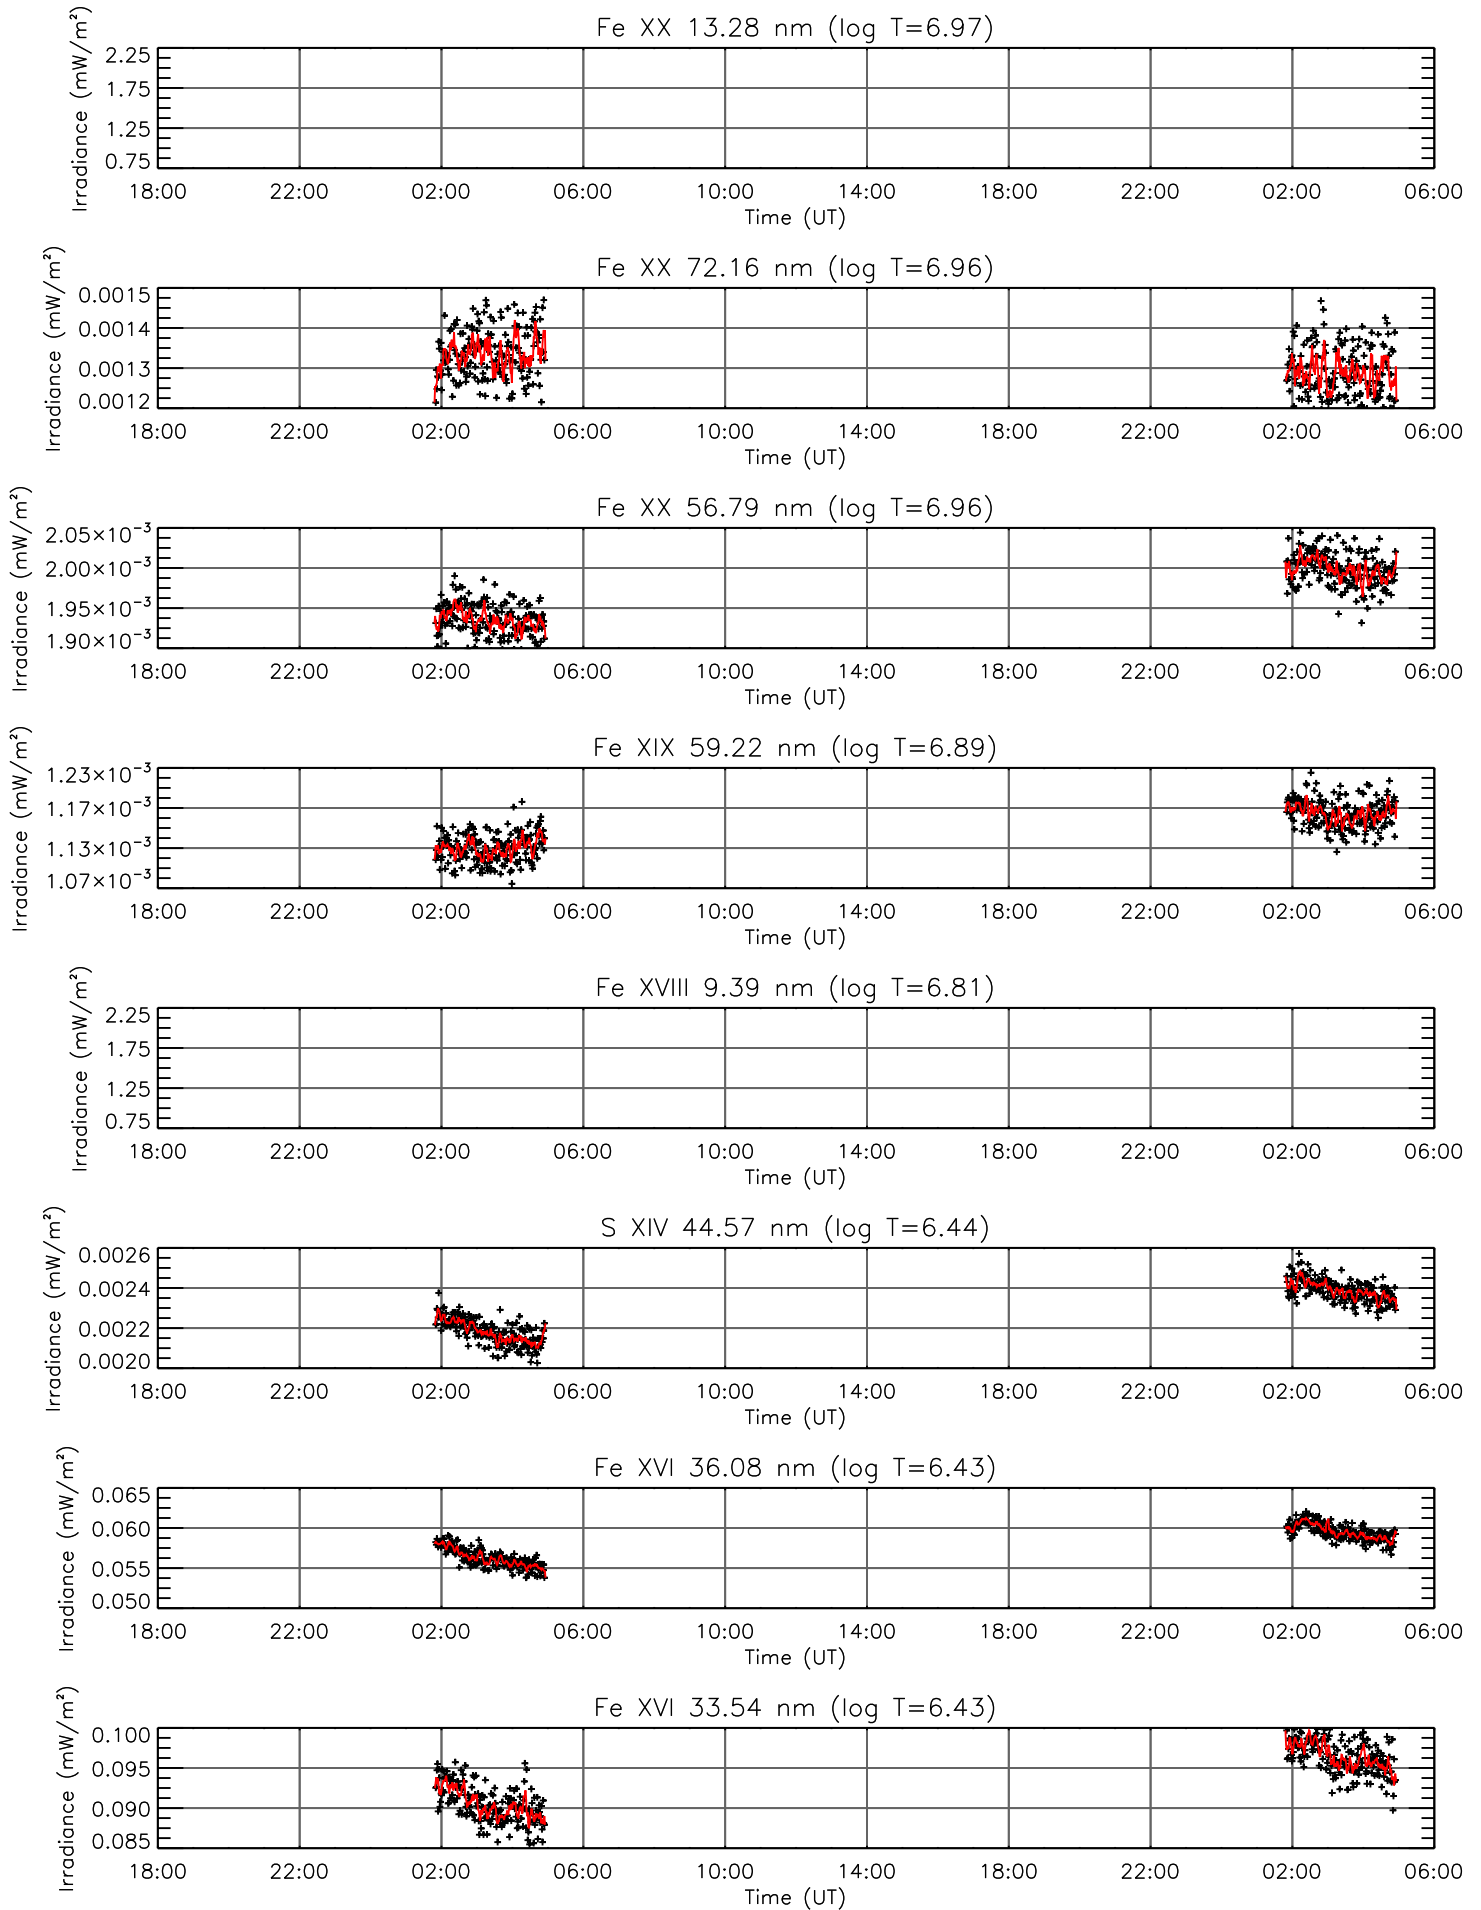 Fe XX 13.28 nm (log T=6.97)
Irradiance (mW/m²)
2.25
1.75
1.25
0.75
18:00 22:00 02:00 06:00 10:00 14:00 18:00 22:00 02:00 06:00
Time (UT)
Fe XX 72.16 nm (log T=6.96)
Irradiance (mW/m²)
0.0015
0.0014
0.0013
0.0012
18:00 22:00 02:00 06:00 10:00 14:00 18:00 22:00 02:00 06:00
Time (UT)
Fe XX 56.79 nm (log T=6.96)
Irradiance (mW/m²)
2.05×10⁻³
2.00×10⁻³
1.95×10⁻³
1.90×10⁻³
18:00 22:00 02:00 06:00 10:00 14:00 18:00 22:00 02:00 06:00
Time (UT)
Fe XIX 59.22 nm (log T=6.89)
Irradiance (mW/m²)
1.23×10⁻³
1.17×10⁻³
1.13×10⁻³
1.07×10⁻³
18:00 22:00 02:00 06:00 10:00 14:00 18:00 22:00 02:00 06:00
Time (UT)
Fe XVIII 9.39 nm (log T=6.81)
Irradiance (mW/m²)
2.25
1.75
1.25
0.75
18:00 22:00 02:00 06:00 10:00 14:00 18:00 22:00 02:00 06:00
Time (UT)
S XIV 44.57 nm (log T=6.44)
Irradiance (mW/m²)
0.0026
0.0024
0.0022
0.0020
18:00 22:00 02:00 06:00 10:00 14:00 18:00 22:00 02:00 06:00
Time (UT)
Fe XVI 36.08 nm (log T=6.43)
Irradiance (mW/m²)
0.065
0.060
0.055
0.050
18:00 22:00 02:00 06:00 10:00 14:00 18:00 22:00 02:00 06:00
Time (UT)
Fe XVI 33.54 nm (log T=6.43)
Irradiance (mW/m²)
0.100
0.095
0.090
0.085
18:00 22:00 02:00 06:00 10:00 14:00 18:00 22:00 02:00 06:00
Time (UT)